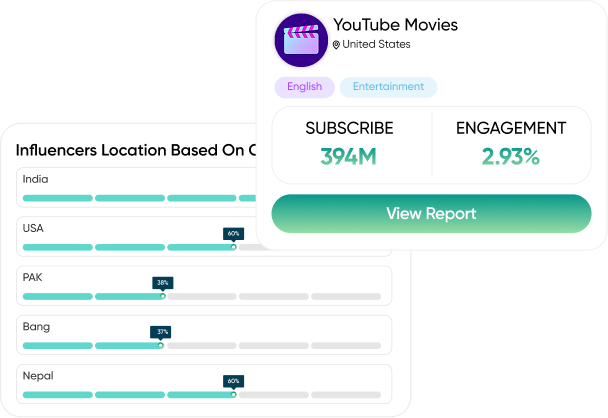 YouTube Movies
United States
English
Entertainment
SUBSCRIBE
394M
ENGAGEMENT
2.93%
View Report
Influencers Location Based On
India
USA
60%
PAK
38%
Bang
37%
Nepal
60%